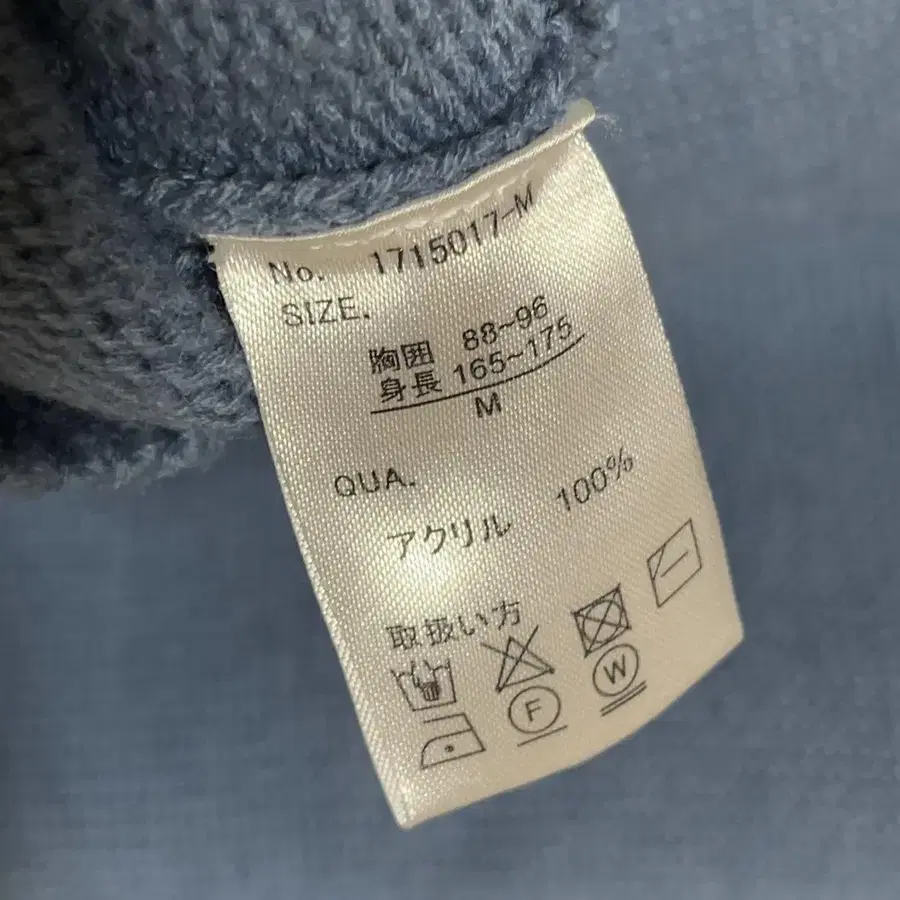 No. 1715017-M
SIZE.
胸囲 88~96
身長 165~175
M
QUA.
アクリル 100%
取扱い方
F W